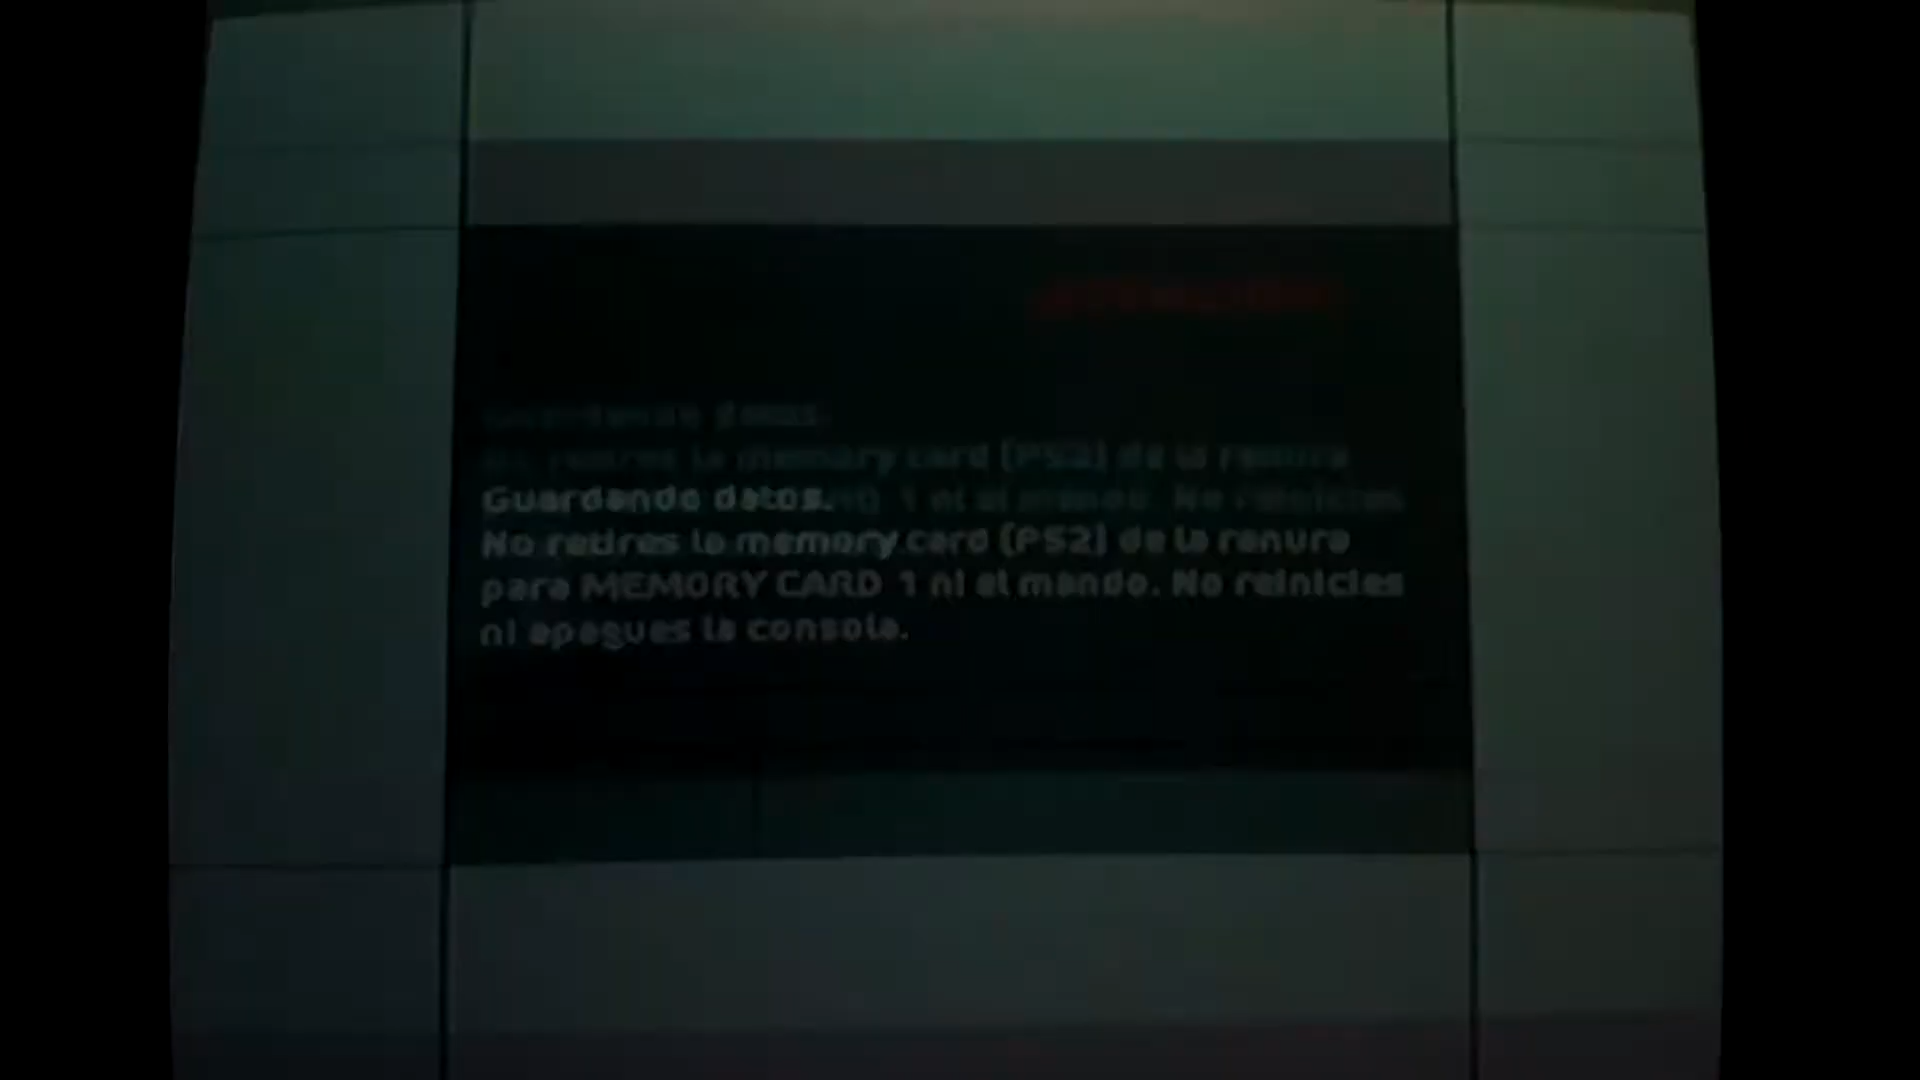 Guardando datos.
No retires la memory card (PS2) de la ranura
para MEMORY CARD 1 ni el mando. No reinicies
ni apagues la consola.